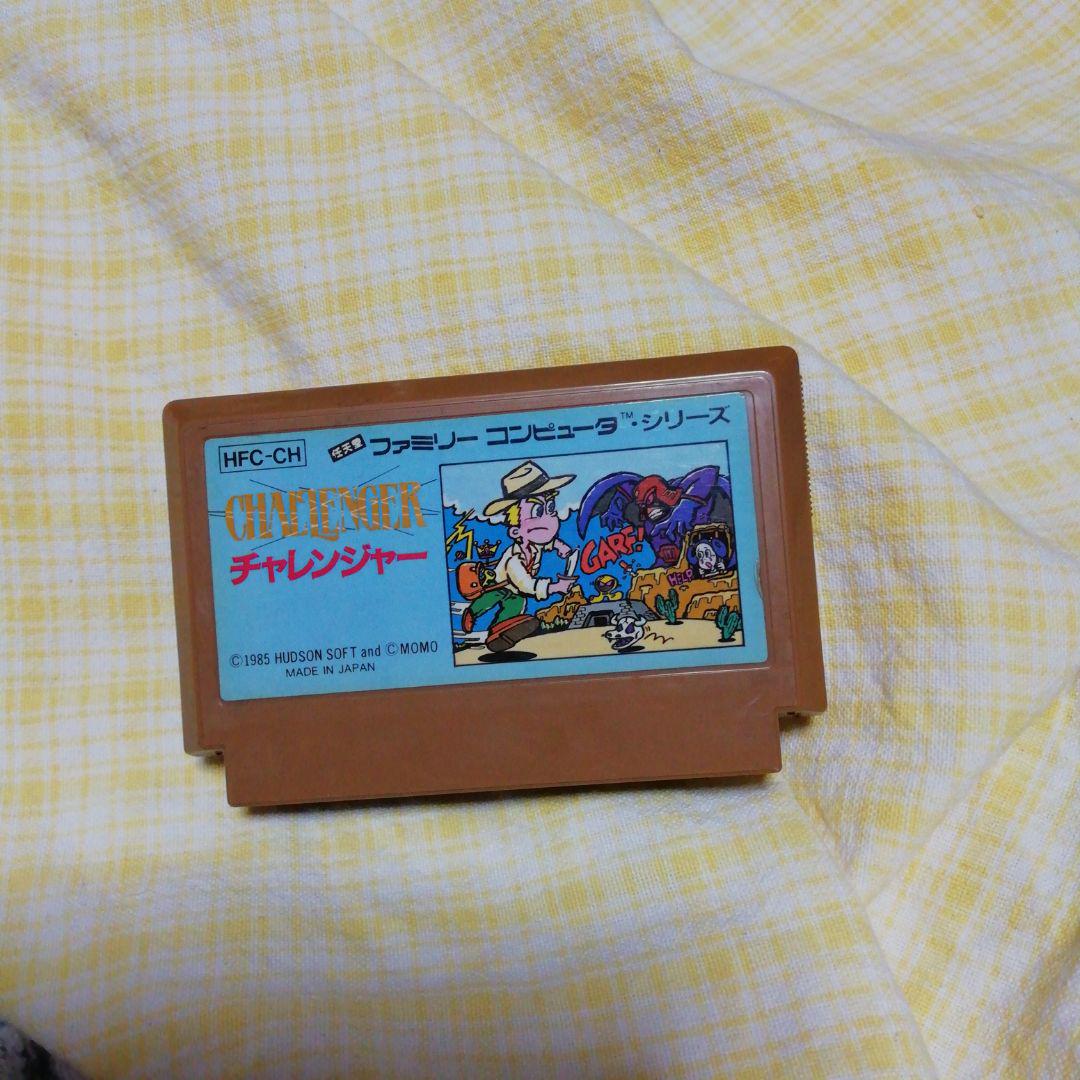 HFC-CH
任天堂 ファミリー コンピュータ™・シリーズ
CHALLENGER
チャレンジャー
GARF!
HELP
©1985 HUDSON SOFT and ©MOMO
MADE IN JAPAN